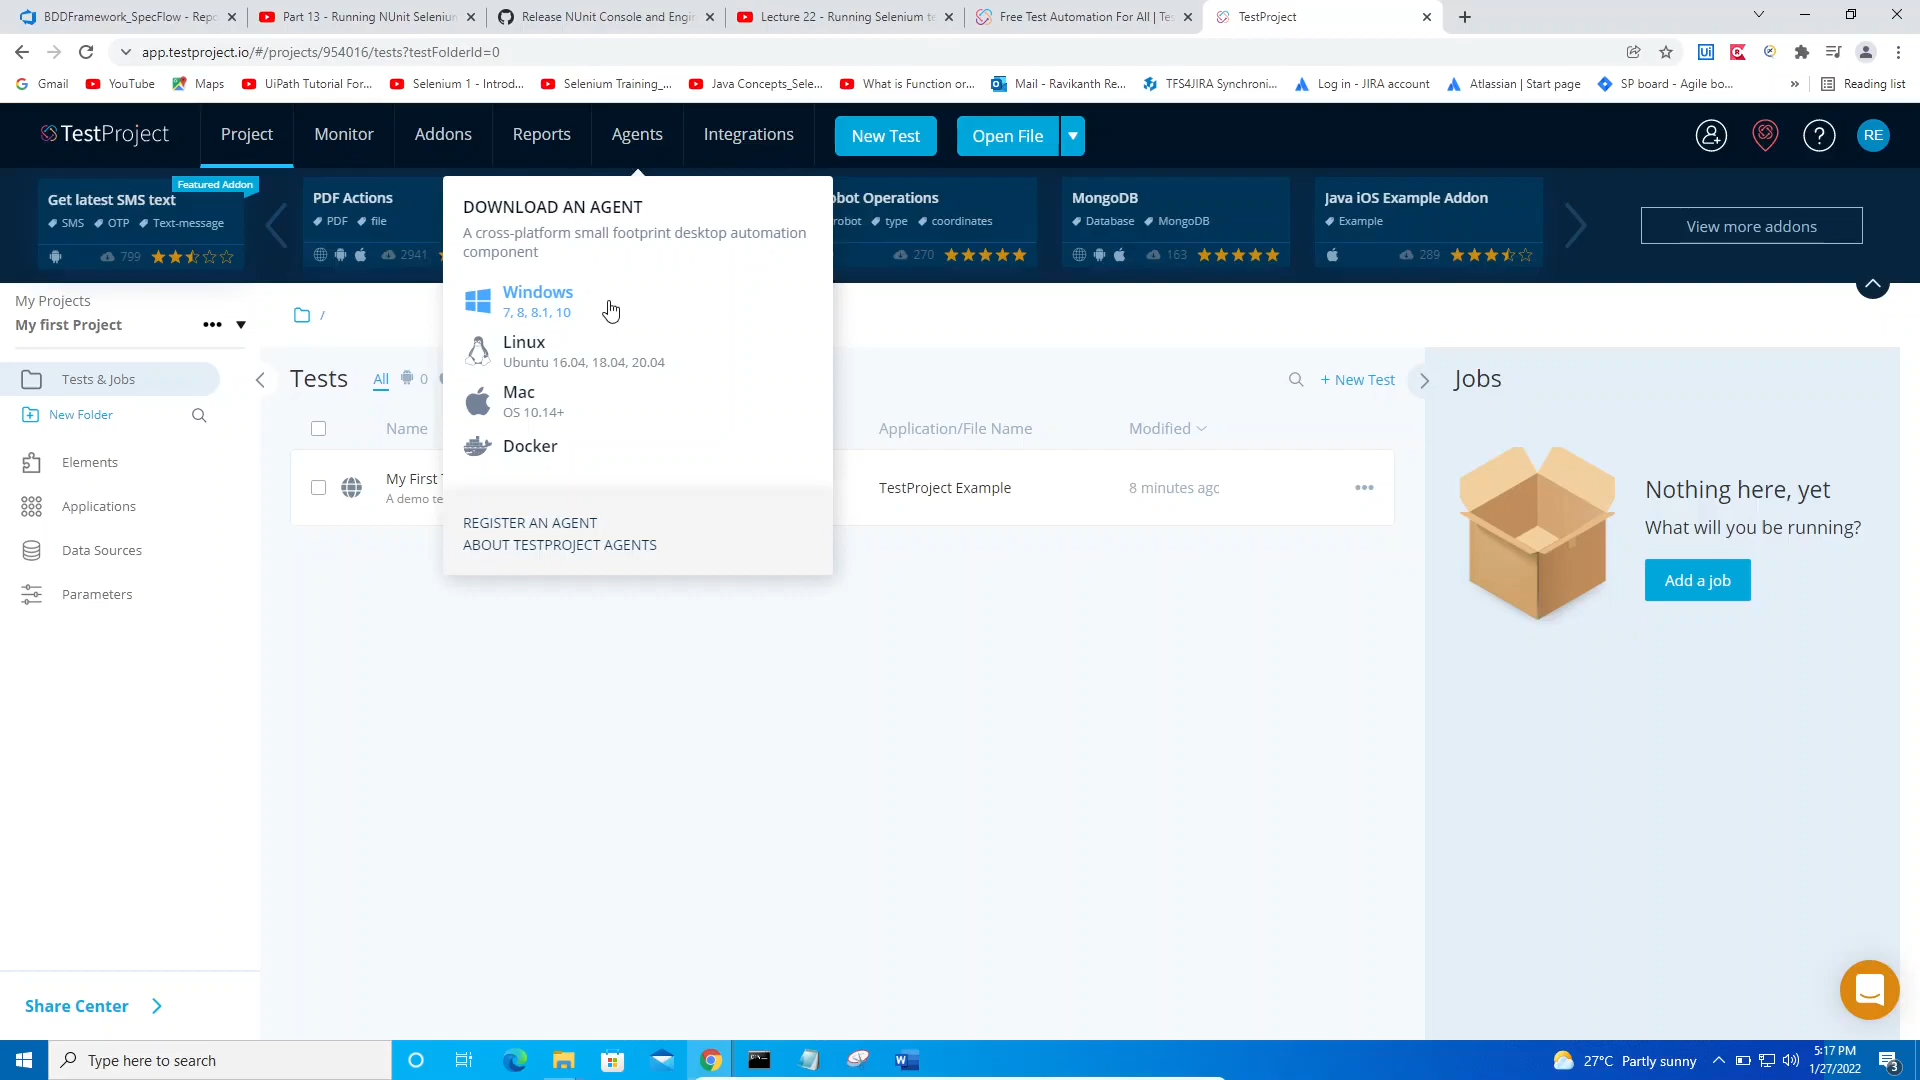 BDDFramework_SpecFlow - Repo
Part 13 - Running NUnit Selenium
Release NUnit Console and Engin
Lecture 22 - Running Selenium te
Free Test Automation For All | Tes
TestProject
app.testproject.io/#/projects/954016/tests?testFolderId=0
Gmail
YouTube
Maps
UiPath Tutorial For...
Selenium 1 - Introd...
Selenium Training_...
Java Concepts_Sele...
What is Function or...
Mail - Ravikanth Re...
TFS4JIRA Synchroni...
Log in - JIRA account
Atlassian | Start page
SP board - Agile bo...
»
Reading list
TestProject
Project
Monitor
Addons
Reports
Agents
Integrations
New Test
Open File
RE
Featured Addon
Get latest SMS text
SMS OTP Text-message
799
PDF Actions
PDF file
2941
obot Operations
robot type coordinates
270
MongoDB
Database MongoDB
163
Java iOS Example Addon
Example
289
View more addons
DOWNLOAD AN AGENT
A cross-platform small footprint desktop automation
component
Windows
7, 8, 8.1, 10
Linux
Ubuntu 16.04, 18.04, 20.04
Mac
OS 10.14+
Docker
REGISTER AN AGENT
ABOUT TESTPROJECT AGENTS
My Projects
My first Project
Tests & Jobs
New Folder
Elements
Applications
Data Sources
Parameters
Share Center
/
Tests
All
0
+ New Test
Name
Application/File Name
Modified
My First
A demo te
TestProject Example
8 minutes ago
Jobs
Nothing here, yet
What will you be running?
Add a job
Type here to search
27°C Partly sunny
5:17 PM
1/27/2022
3